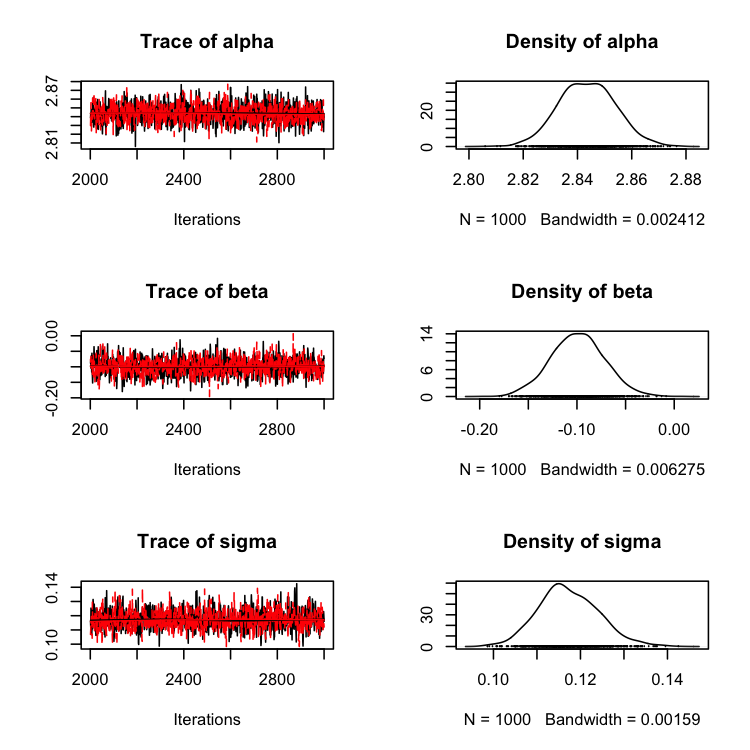 Trace of alpha
2.87
2.81
2000 2400 2800
Iterations
Density of alpha
20
0
2.80 2.82 2.84 2.86 2.88
N = 1000 Bandwidth = 0.002412
Trace of beta
0.00
-0.20
2000 2400 2800
Iterations
Density of beta
14
6
0
-0.20 -0.10 0.00
N = 1000 Bandwidth = 0.006275
Trace of sigma
0.14
0.10
2000 2400 2800
Iterations
Density of sigma
30
0
0.10 0.12 0.14
N = 1000 Bandwidth = 0.00159